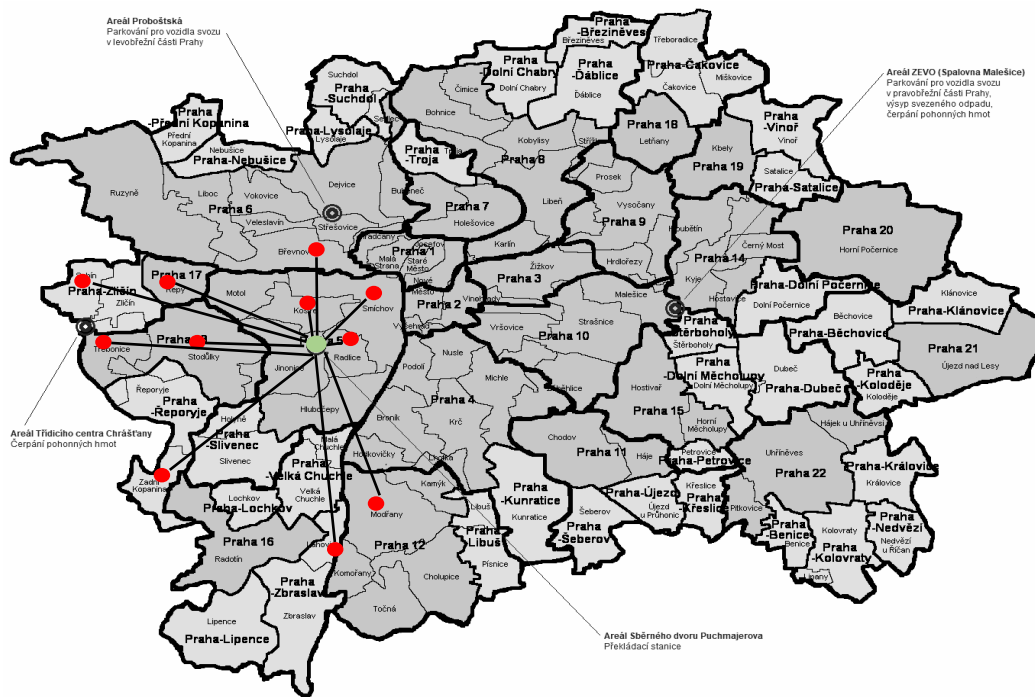 Areál Proboštská
Parkování pro vozidla svozu
v levobřežní části Prahy
Areál ZEVO (Spalovna Malešice)
Parkování pro vozidla svozu
v pravobřežní části Prahy,
výsyp svezeného odpadu,
čerpání pohonných hmot
Praha
-Březiněves
Březiněves
Třeboradice
Praha
-Dolní Chabry
Dolní Chabry
Praha
-Ďáblice
Ďáblice
Praha-Čakovice
Miškovice
Čakovice
Suchdol
Praha
-Suchdol
Sedlec
Čimice
Bohnice
Praha
-Přední Kopanina
Přední
Kopanina
Nebušice
Praha-Nebušice
Praha-Lysolaje
Lysolaje
Praha
-Troja
Troja
Kobylisy
Praha 8
Praha 18
Letňany
Praha
-Vinoř
Vinoř
Kbely
Praha 19
Satalice
Praha-Satalice
Ruzyně
Liboc
Vokovice
Veleslavín
Dejvice
Praha 6
Střešovice
Bubeneč
Praha 7
Holešovice
Libeň
Prosek
Vysočany
Praha 9
Praha 20
Horní Počernice
Břevnov
Hradčany
Josefov
Praha 1
Malá
Strana
Staré
Město
Karlín
Hrdlořezy
Kyje
Praha 14
Černý Most
Hostavice
Praha-Zličín
Zličín
Praha 17
Řepy
Motol
Košíře
Smíchov
Nové
Město
Praha 2
Vinohrady
Vyšehrad
Žižkov
Praha 3
Malešice
Strašnice
Vršovice
Praha 10
Praha-Dolní Počernice
Dolní Počernice
Klánovice
Praha-Klánovice
Běchovice
Praha-Běchovice
Praha
-Štěrboholy
Štěrboholy
Praha 21
Újezd nad Lesy
Třebonice
Stodůlky
Jinonice
Radlice
Podolí
Nusle
Michle
Praha 4
Krč
Praha
-Dolní Měcholupy
Dolní Měcholupy
Dubeč
Praha-Dubeč
Praha
-Koloděje
Koloděje
Řeporyje
Praha
-Řeporyje
Hlubočepy
Braník
Hodkovičky
Lhotka
Záběhlice
Hostivař
Praha 15
Horní
Měcholupy
Hájek u Uhříněvsi
Areál Třídicího centra Chrášťany
Čerpání pohonných hmot
Holyně
Praha
-Slivenec
Slivenec
Malá
Chuchle
Praha
-Velká Chuchle
Velká
Chuchle
Chodov
Praha 11
Háje
Petrovice
Praha-Petrovice
Uhříněves
Praha 22
Praha-Královice
Královice
Zadní
Kopanina
Lochkov
Praha-Lochkov
Kamýk
Modřany
Libuš
Praha
-Libuš
Písnice
Praha
-Kunratice
Kunratice
Šeberov
Praha
-Šeberov
Praha-Újezd
Újezd
u Průhonic
Křeslice
Praha
-Křeslice
Pitkovice
Praha
-Benice
Benice
Kolovraty
Praha
-Kolovraty
Lipany
Praha
-Nedvězí
Nedvězí
u Říčan
Praha 16
Radotín
Praha 12
Komořany
Cholupice
Točná
Praha
-Zbraslav
Zbraslav
Lipence
Praha-Lipence
Areál Sběrného dvoru Puchmajerova
Překládací stanice